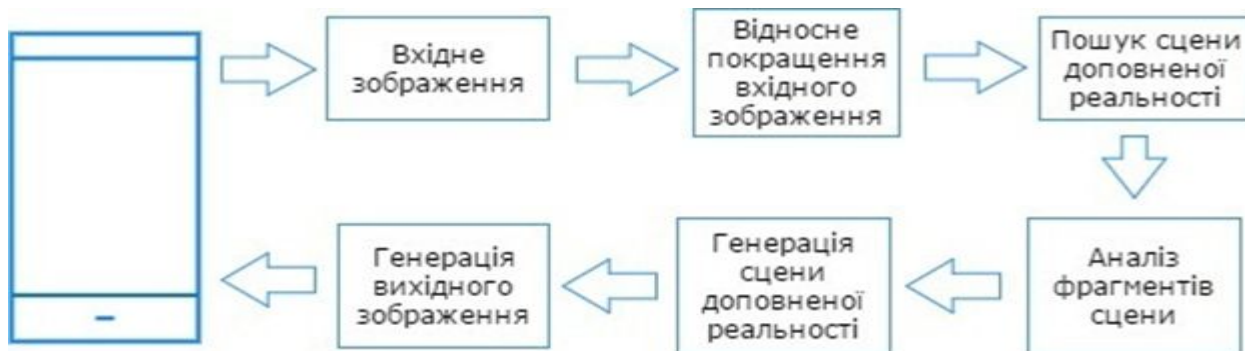 Вхідне
зображення
Відносне
покращення
вхідного
зображення
Пошук сцени
доповненої
реальності
Аналіз
фрагментів
сцени
Генерація
сцени
доповненої
реальності
Генерація
вихідного
зображення